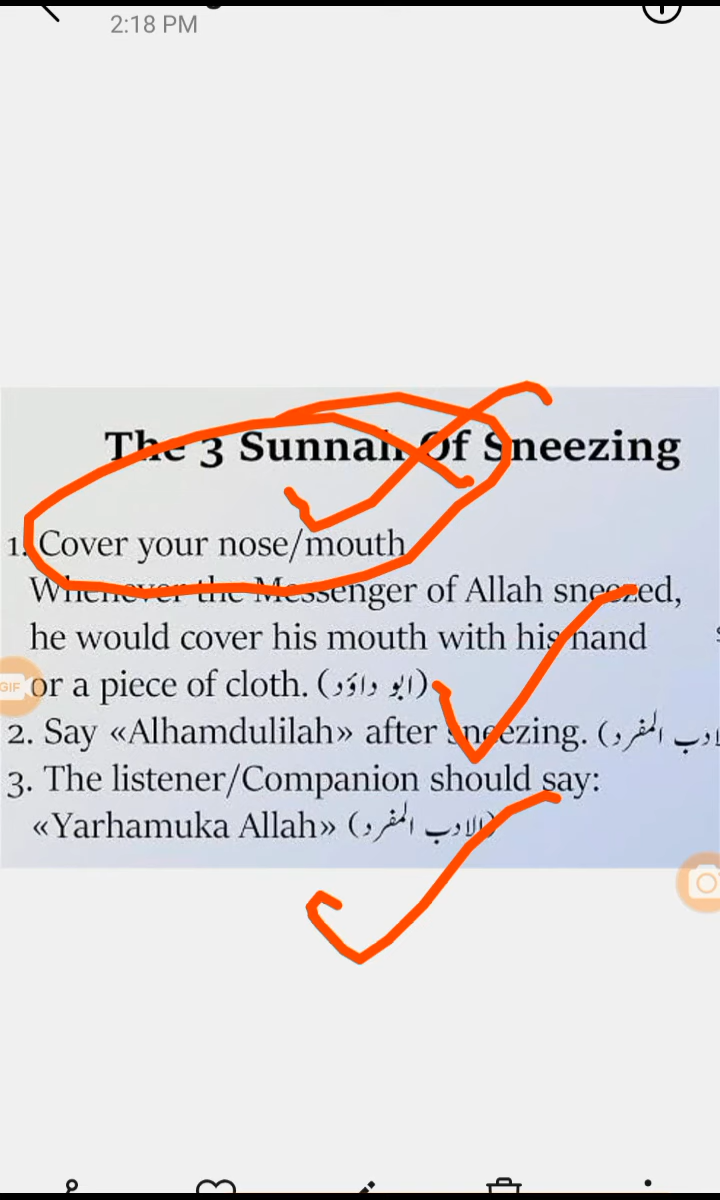 2:18 PM
The 3 Sunnah Of Sneezing
1. Cover your nose/mouth
Whenever the Messenger of Allah sneezed,
he would cover his mouth with his hand
or a piece of cloth. (ابو داؤد)
GIF
2. Say «Alhamdulilah» after sneezing. (الادب المفرد
3. The listener/Companion should say:
«Yarhamuka Allah» (الادب المفرد)